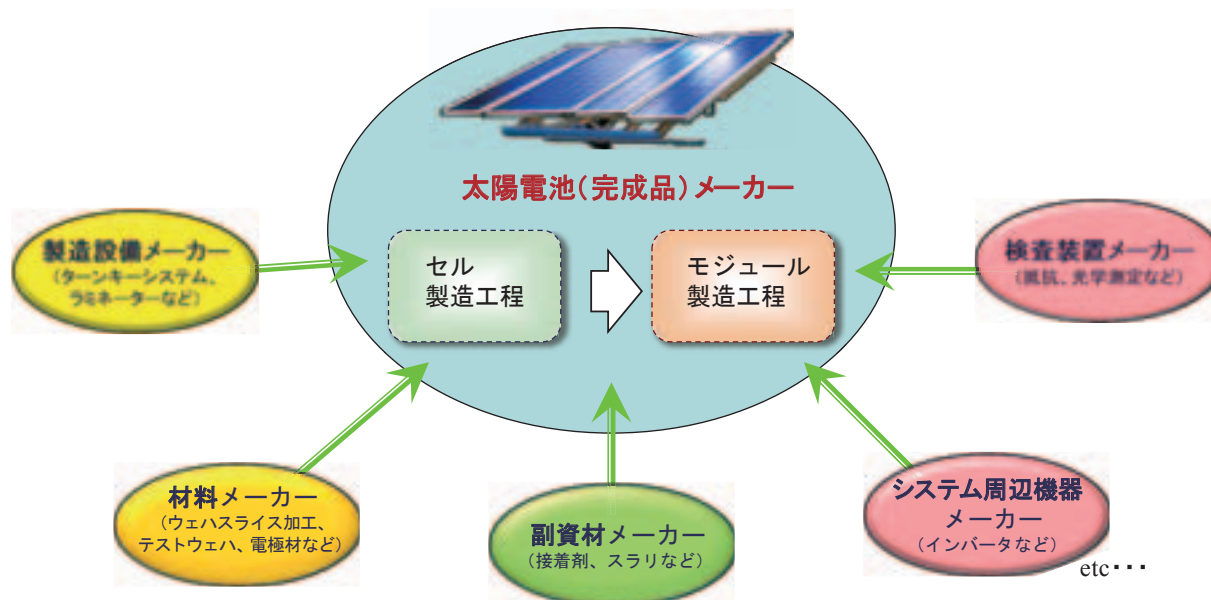 太陽電池（完成品）メーカー
製造設備メーカー
（ターンキーシステム、
ラミネーターなど）
セル
製造工程
モジュール
製造工程
検査装置メーカー
（抵抗、光学測定など）
材料メーカー
（ウェハスライス加工、
テストウェハ、電極材など）
副資材メーカー
（接着剤、スラリなど）
システム周辺機器
メーカー
（インバータなど）
etc･･･